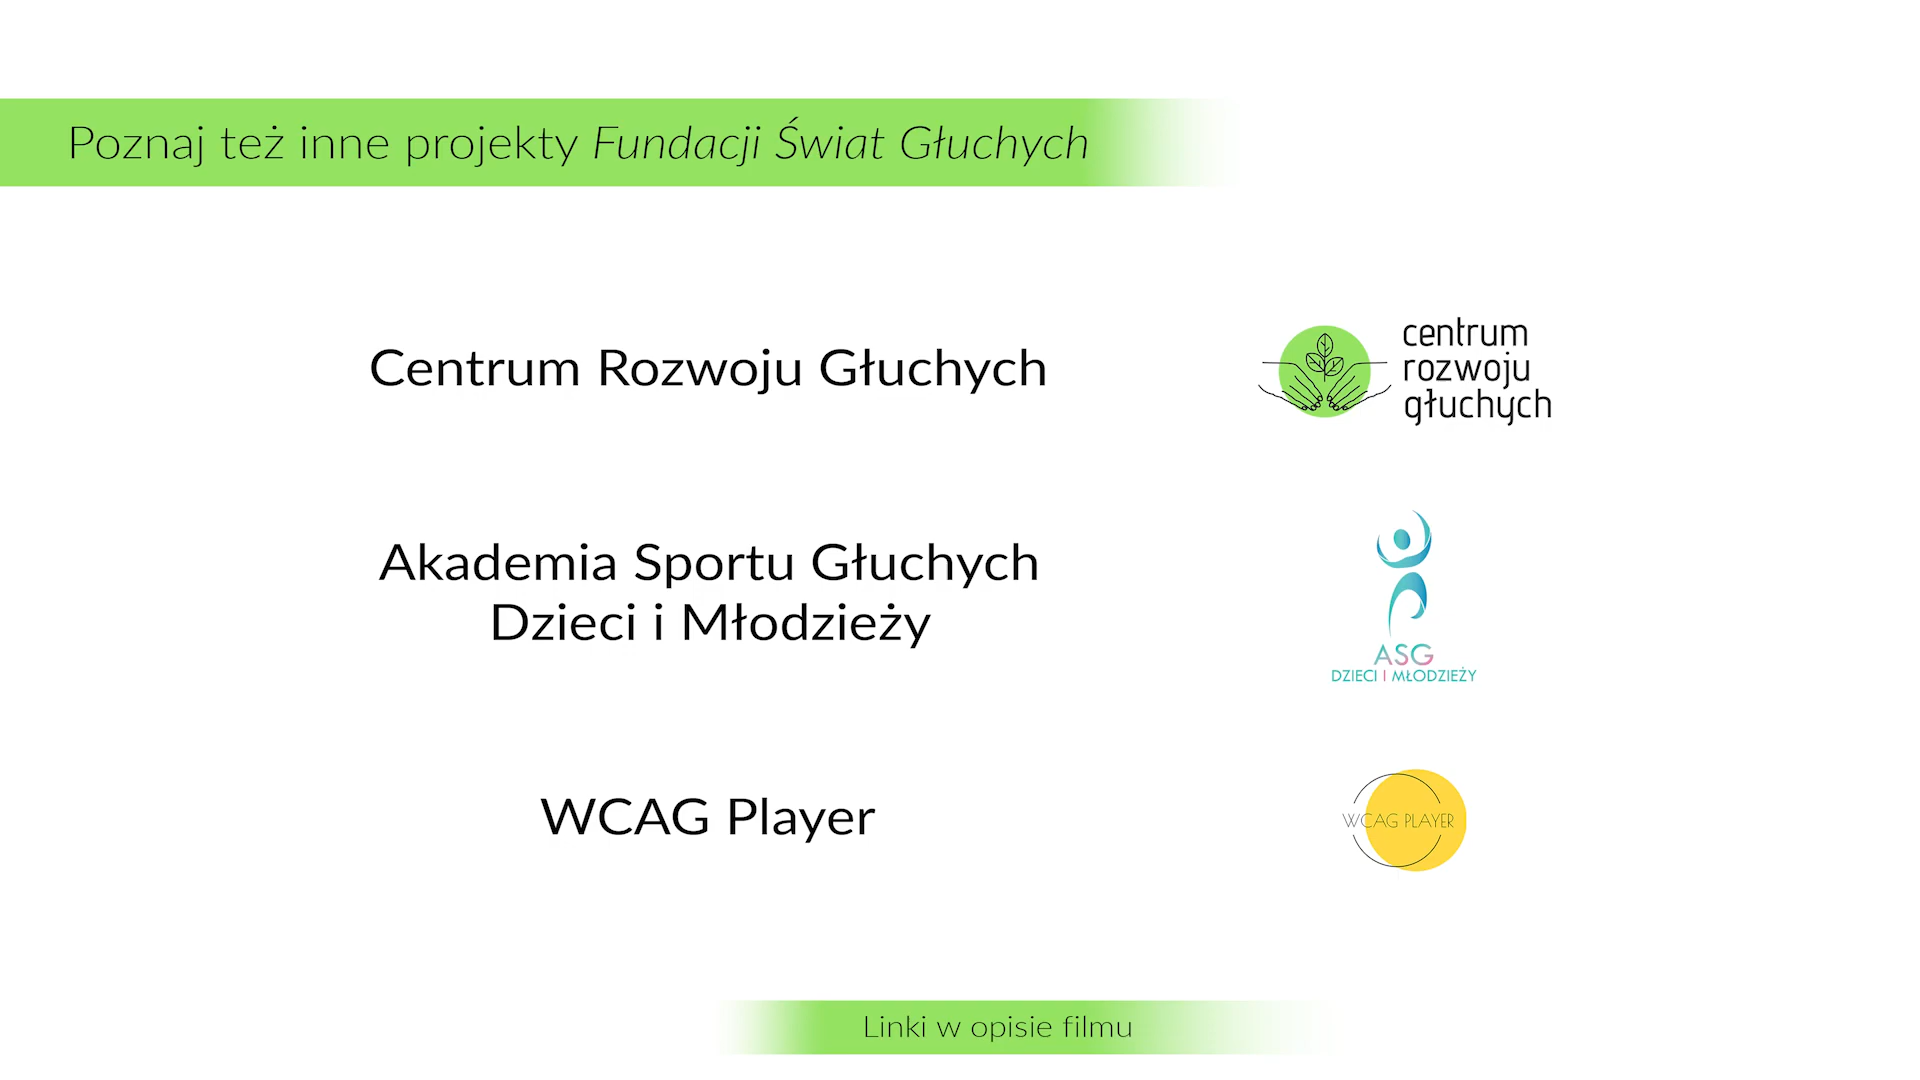 Poznaj też inne projekty Fundacji Świat Głuchych
Centrum Rozwoju Głuchych
centrum
rozwoju
głuchych
Akademia Sportu Głuchych
Dzieci i Młodzieży
ASG
DZIECI I MŁODZIEŻY
WCAG Player
WCAG PLAYER
Linki w opisie filmu